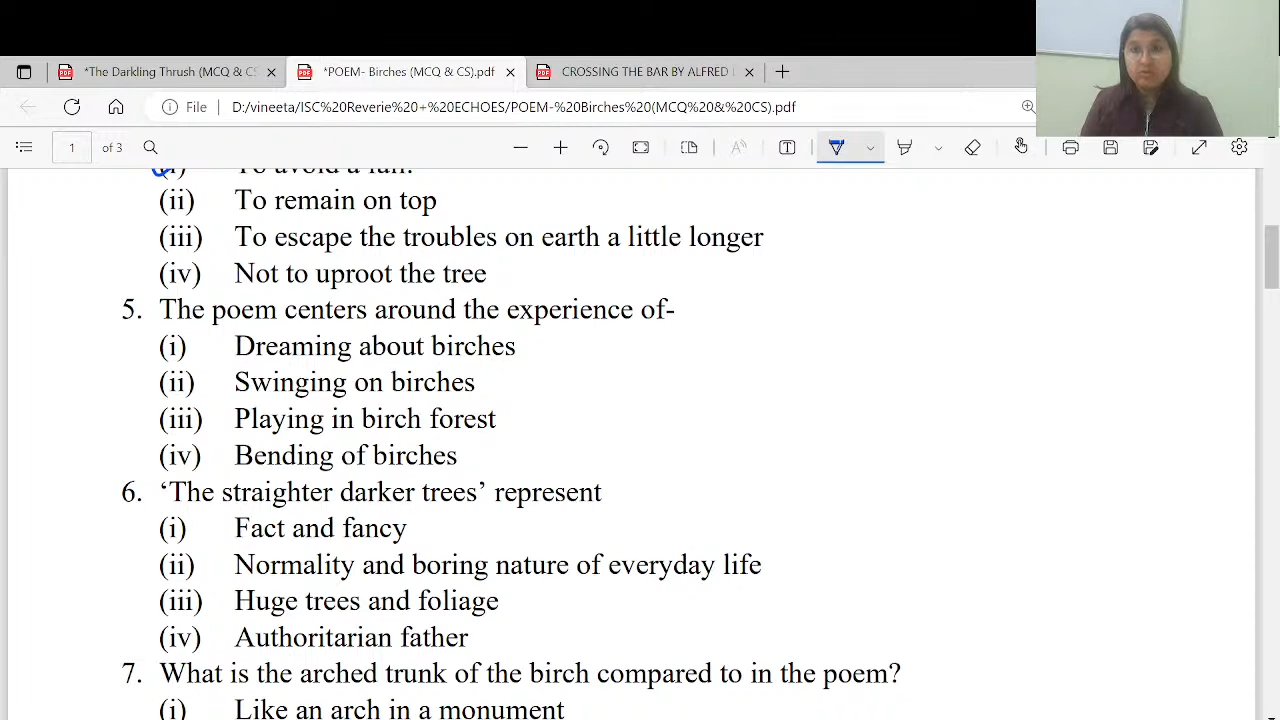 *The Darkling Thrush (MCQ & CS
*POEM- Birches (MCQ & CS).pdf
CROSSING THE BAR BY ALFRED
File
D:/vineeta/ISC%20Reverie%20+%20ECHOES/POEM-%20Birches%20(MCQ%20&%20CS).pdf
1 of 3
To avoid a fall.
(ii) To remain on top
(iii) To escape the troubles on earth a little longer
(iv) Not to uproot the tree
5. The poem centers around the experience of-
(i) Dreaming about birches
(ii) Swinging on birches
(iii) Playing in birch forest
(iv) Bending of birches
6. ‘The straighter darker trees’ represent
(i) Fact and fancy
(ii) Normality and boring nature of everyday life
(iii) Huge trees and foliage
(iv) Authoritarian father
7. What is the arched trunk of the birch compared to in the poem?
(i) Like an arch in a monument